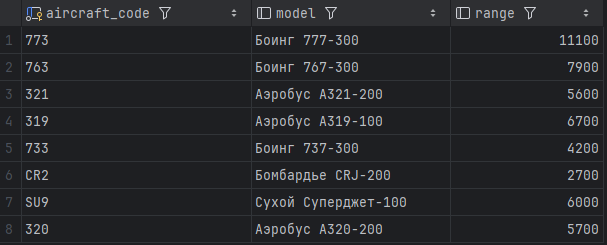 aircraft_code model range
1 773 Боинг 777-300 11100
2 763 Боинг 767-300 7900
3 321 Аэробус A321-200 5600
4 319 Аэробус A319-100 6700
5 733 Боинг 737-300 4200
6 CR2 Бомбардье CRJ-200 2700
7 SU9 Сухой Суперджет-100 6000
8 320 Аэробус A320-200 5700